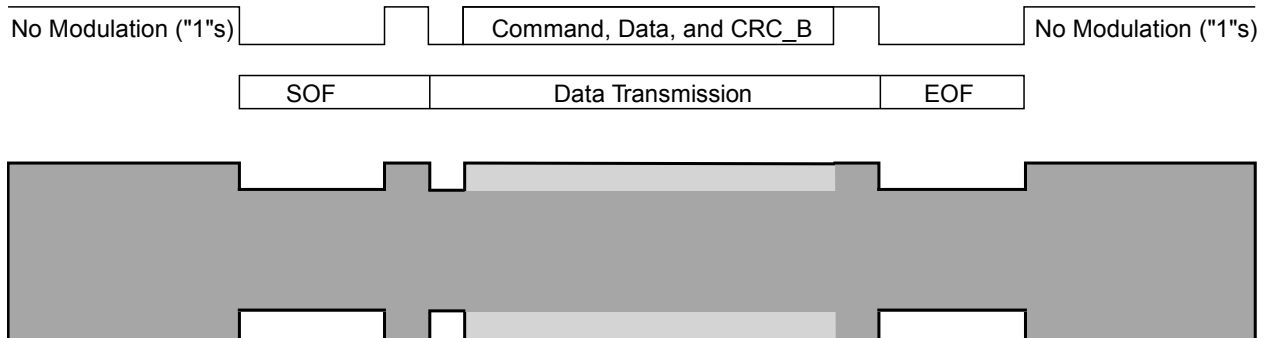 No Modulation ("1"s)
Command, Data, and CRC_B
No Modulation ("1"s)
SOF
Data Transmission
EOF